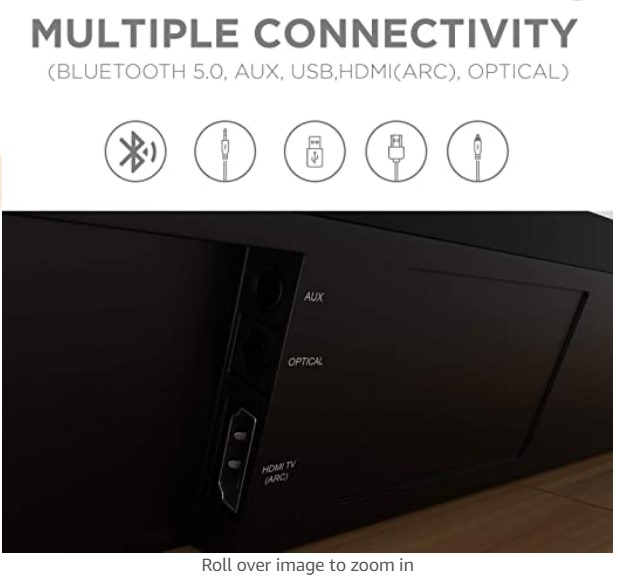 MULTIPLE CONNECTIVITY
(BLUETOOTH 5.0, AUX, USB,HDMI(ARC), OPTICAL)
AUX
OPTICAL
HDMI TV
(ARC)
Roll over image to zoom in